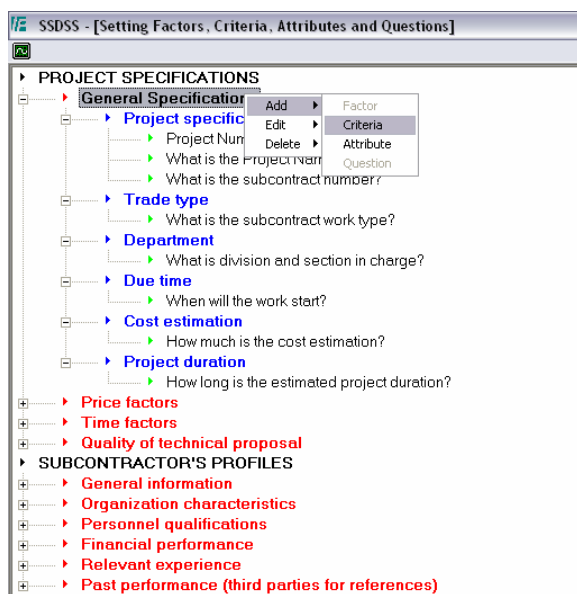 SSDSS - [Setting Factors, Criteria, Attributes and Questions]
PROJECT SPECIFICATIONS
General Specification
Add
Factor
Edit
Criteria
Delete
Attribute
Question
Project specific
Project Num
What is the Project Nam
What is the subcontract number?
Trade type
What is the subcontract work type?
Department
What is division and section in charge?
Due time
When will the work start?
Cost estimation
How much is the cost estimation?
Project duration
How long is the estimated project duration?
Price factors
Time factors
Quality of technical proposal
SUBCONTRACTOR'S PROFILES
General information
Organization characteristics
Personnel qualifications
Financial performance
Relevant experience
Past performance (third parties for references)